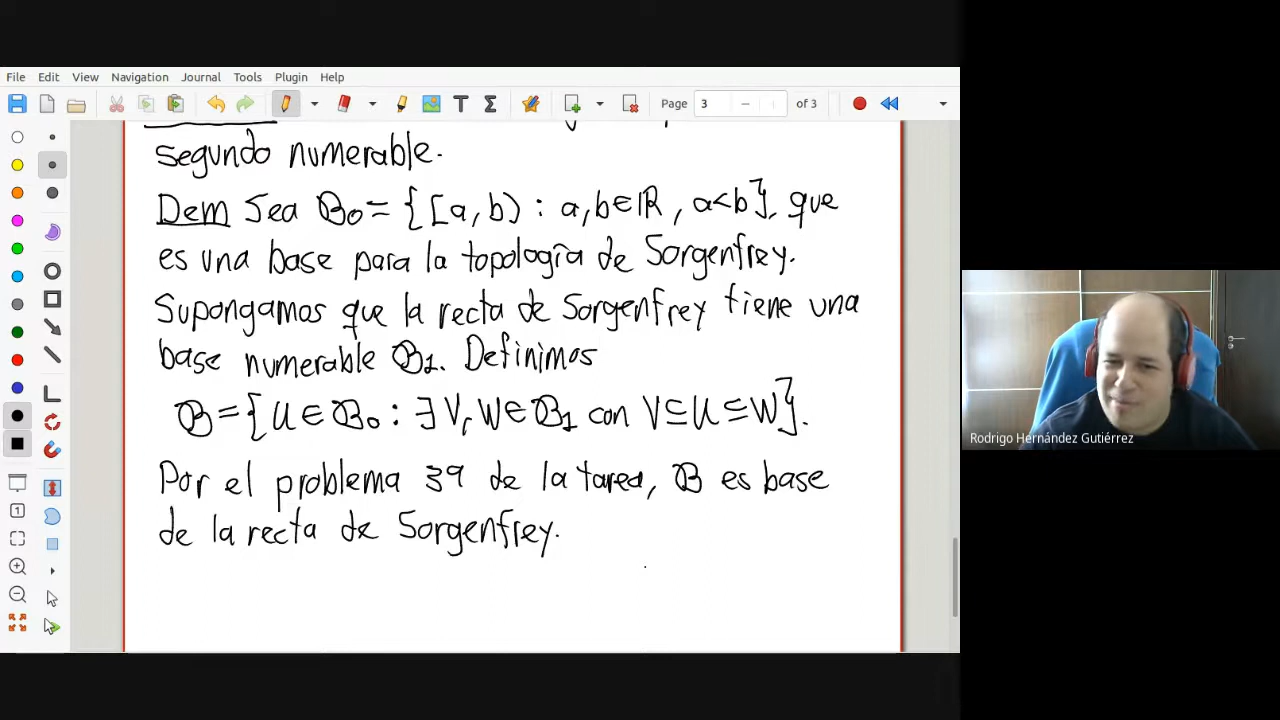 File Edit View Navigation Journal Tools Plugin Help
Page 3 of 3
segundo numerable.
Dem Sea B₀ = {[a, b) : a, b ∈ ℝ, a < b}, que
es una base para la topología de Sorgenfrey.
Supongamos que la recta de Sorgenfrey tiene una
base numerable B₁. Definimos
B = {U ∈ B₀ : ∃ V, W ∈ B₁ con V ⊆ U ⊆ W}.
Por el problema 39 de la tarea, B es base
de la recta de Sorgenfrey.
Rodrigo Hernández Gutiérrez